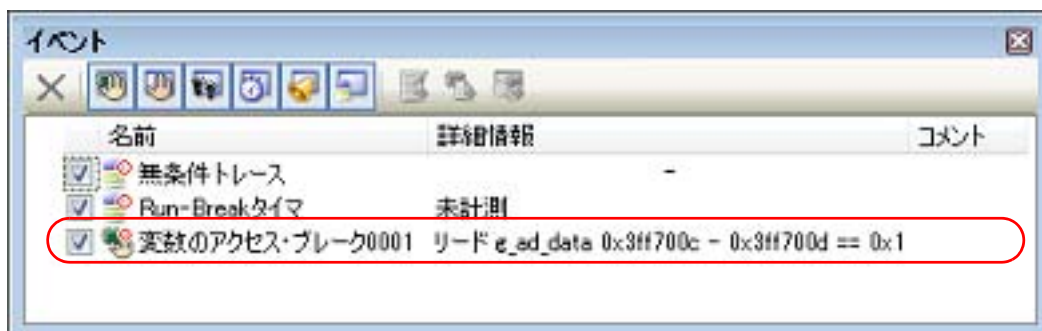 イベント
名前 詳細情報 コメント
無条件トレース -
Run-Breakタイマ 未計測
変数のアクセス・ブレーク0001 リード g_ad_data 0x3ff700c - 0x3ff700d == 0x1